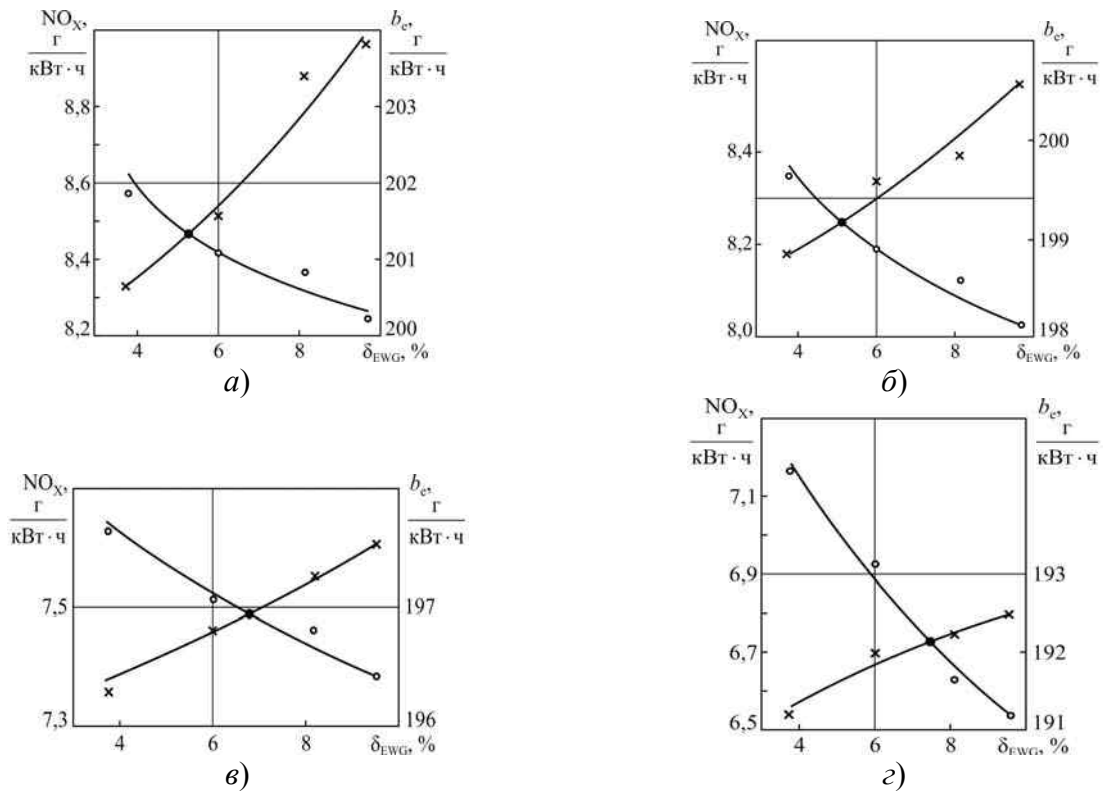 NOX, be,
г г
кВт · ч кВт · ч
8,8 203
8,6 202
8,4 201
8,2 200
4 6 8 δEWG, %
а)
NOX, be,
г г
кВт · ч кВт · ч
8,4 200
8,2 199
8,0 198
4 6 8 δEWG, %
б)
NOX, be,
г г
кВт · ч кВт · ч
7,5 197
7,3 196
4 6 8 δEWG, %
в)
NOX, be,
г г
кВт · ч кВт · ч
7,1
6,9 193
6,7 192
6,5 191
4 6 8 δEWG, %
г)